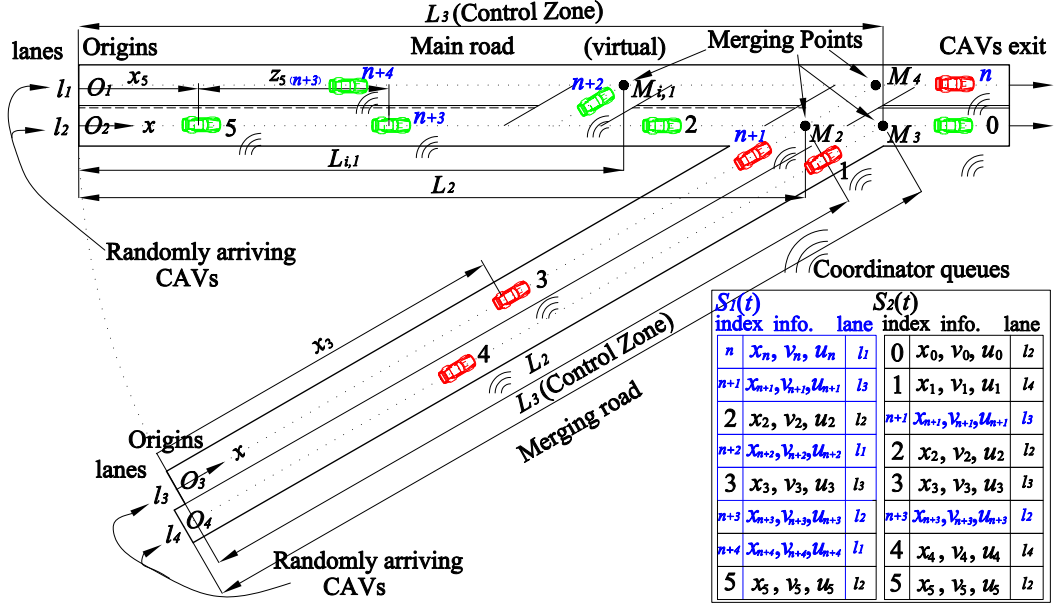 L3 (Control Zone)
lanes Origins Main road (virtual) Merging Points CAVs exit
l1 O1 x5 z5 (n+3) n+4 n+2 Mi,1 M4 n
l2 O2 x 5 n+3 2 M2 M3 0
n+1
1
Li,1
L2
Randomly arriving
CAVs
3
x3
4
L2
L3 (Control Zone)
Merging road
Origins
lanes
x
O3
l3
O4
l4
Randomly arriving
CAVs
Coordinator queues
S1(t) S2(t)
index info. lane index info. lane
n xn, vn, un l1 0 x0, v0, u0 l2
n+1 xn+1, vn+1, un+1 l3 1 x1, v1, u1 l4
2 x2, v2, u2 l2 n+1 xn+1, vn+1, un+1 l3
n+2 xn+2, vn+2, un+2 l1 2 x2, v2, u2 l2
3 x3, v3, u3 l3 3 x3, v3, u3 l3
n+3 xn+3, vn+3, un+3 l2 n+3 xn+3, vn+3, un+3 l2
n+4 xn+4, vn+4, un+4 l1 4 x4, v4, u4 l4
5 x5, v5, u5 l2 5 x5, v5, u5 l2